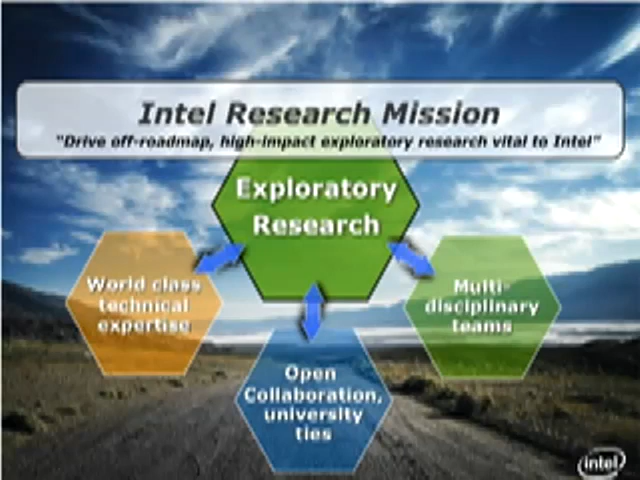 Intel Research Mission
"Drive off-roadmap, high-impact exploratory research vital to Intel"
Exploratory
Research
World class
technical
expertise
Multi-
disciplinary
teams
Open
Collaboration,
university
ties
intel